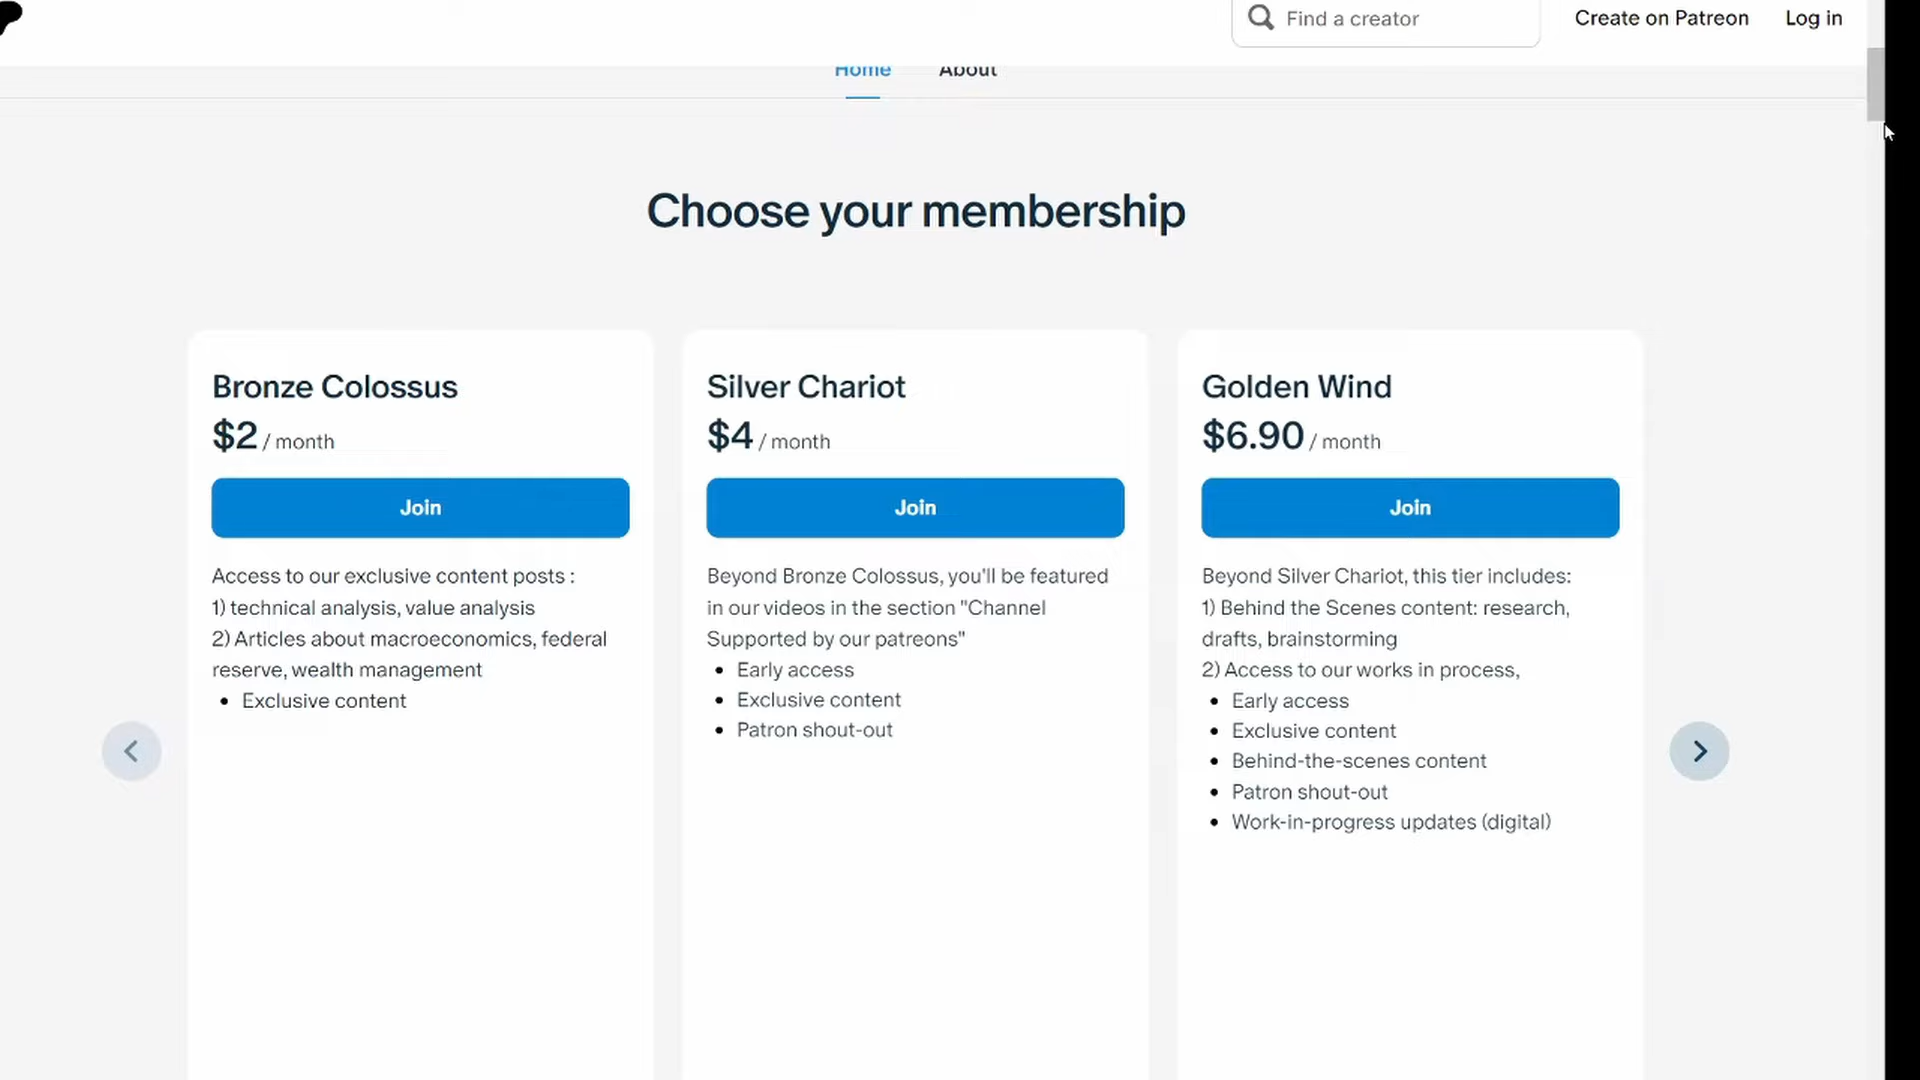 Find a creator
Create on Patreon
Log in
Home
About
Choose your membership
Bronze Colossus
$2 / month
Join
Access to our exclusive content posts :
1) technical analysis, value analysis
2) Articles about macroeconomics, federal
reserve, wealth management
• Exclusive content
Silver Chariot
$4 / month
Join
Beyond Bronze Colossus, you'll be featured
in our videos in the section "Channel
Supported by our patreons"
• Early access
• Exclusive content
• Patron shout-out
Golden Wind
$6.90 / month
Join
Beyond Silver Chariot, this tier includes:
1) Behind the Scenes content: research,
drafts, brainstorming
2) Access to our works in process,
• Early access
• Exclusive content
• Behind-the-scenes content
• Patron shout-out
• Work-in-progress updates (digital)